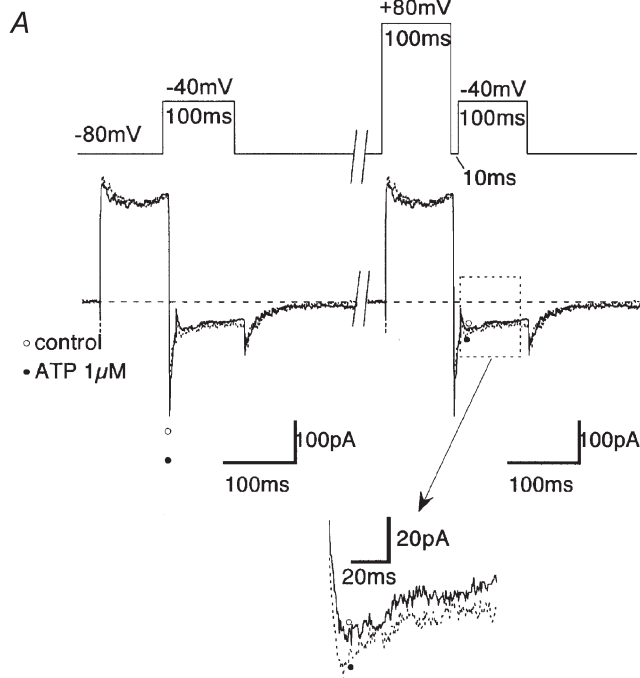 A
+80mV
100ms
-40mV
100ms
-40mV
100ms
-80mV
10ms
○ control
• ATP 1µM
100pA
100ms
100pA
100ms
20pA
20ms